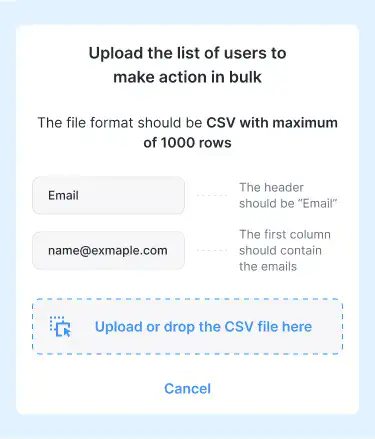 Upload the list of users to
make action in bulk
The file format should be CSV with maximum
of 1000 rows
Email
The header
should be “Email”
name@exmaple.com
The first column
should contain
the emails
Upload or drop the CSV file here
Cancel